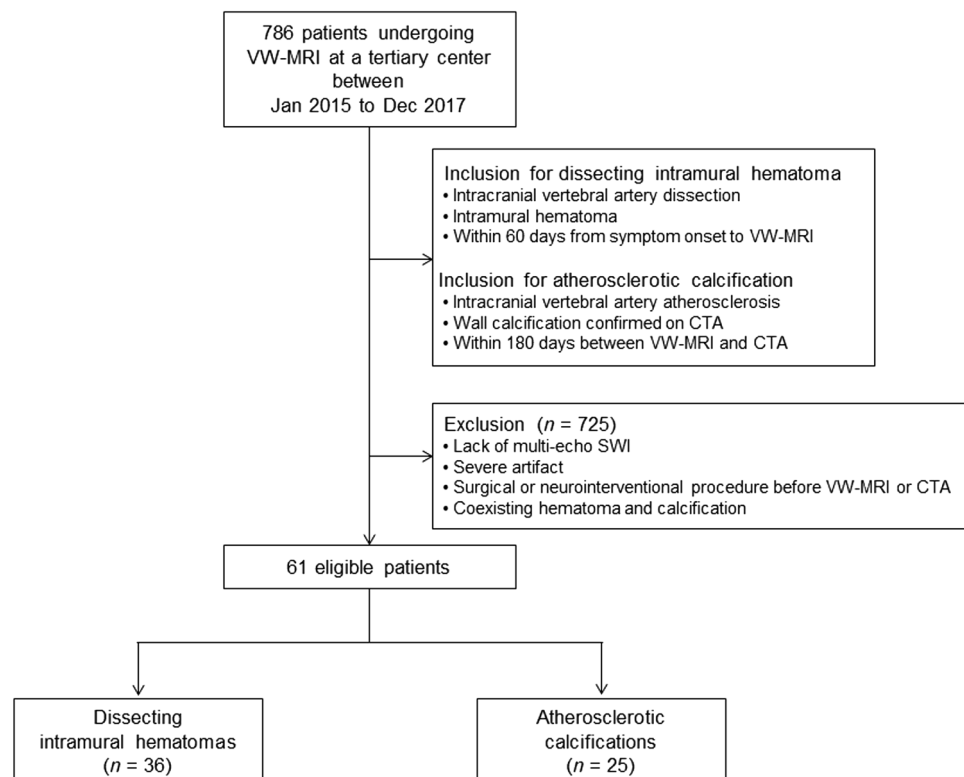 786 patients undergoing
VW-MRI at a tertiary center
between
Jan 2015 to Dec 2017
Inclusion for dissecting intramural hematoma
• Intracranial vertebral artery dissection
• Intramural hematoma
• Within 60 days from symptom onset to VW-MRI
Inclusion for atherosclerotic calcification
• Intracranial vertebral artery atherosclerosis
• Wall calcification confirmed on CTA
• Within 180 days between VW-MRI and CTA
Exclusion (n = 725)
• Lack of multi-echo SWI
• Severe artifact
• Surgical or neurointerventional procedure before VW-MRI or CTA
• Coexisting hematoma and calcification
61 eligible patients
Dissecting
intramural hematomas
(n = 36)
Atherosclerotic
calcifications
(n = 25)